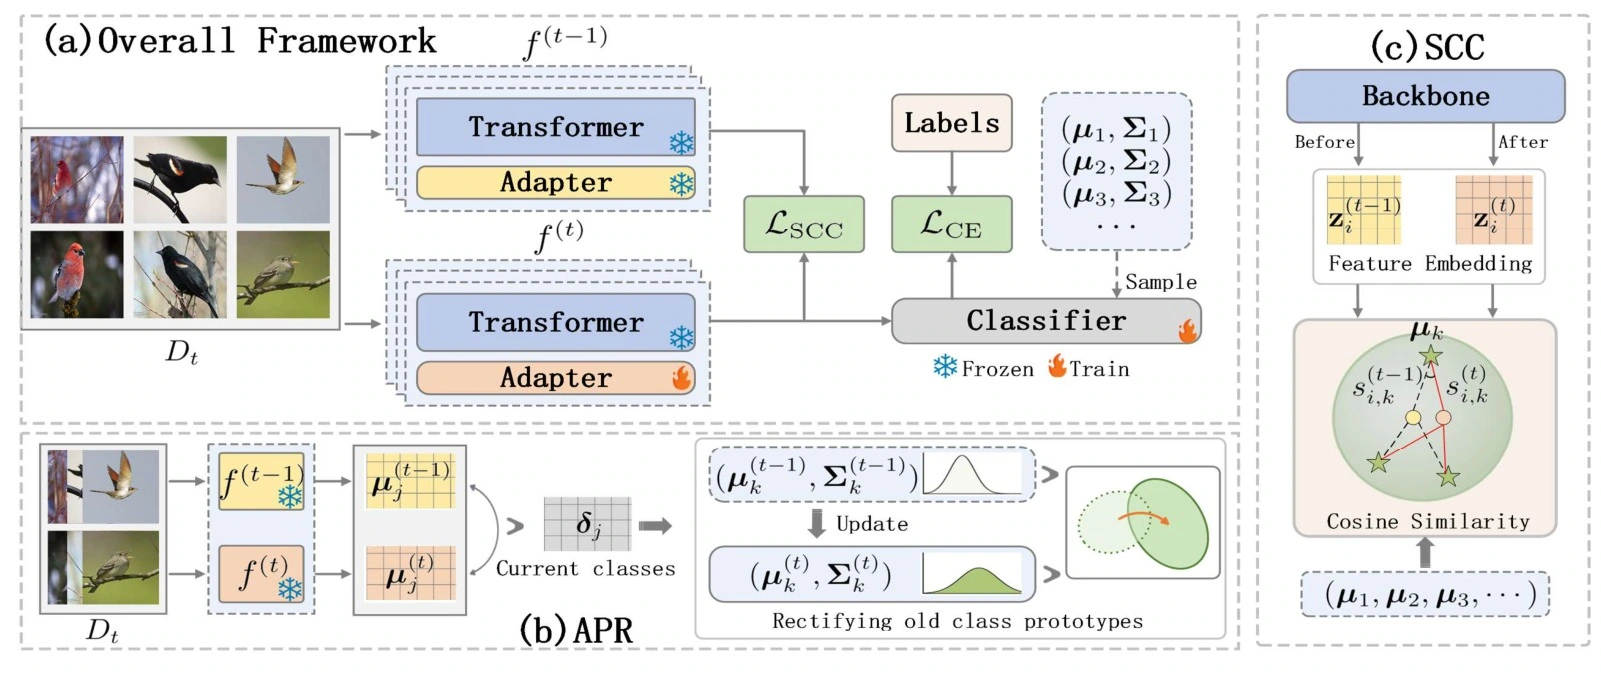 (a)Overall Framework
f^{(t-1)}
Transformer
Adapter
f^{(t)}
Transformer
Adapter
D_t
L_SCC
Labels
L_CE
(μ_1, Σ_1)
(μ_2, Σ_2)
(μ_3, Σ_3)
...
Sample
Classifier
Frozen Train
D_t
f^{(t-1)}
f^{(t)}
μ_j^{(t-1)}
μ_j^{(t)}
δ_j
Current classes
(b)APR
(μ_k^{(t-1)}, Σ_k^{(t-1)})
Update
(μ_k^{(t)}, Σ_k^{(t)})
Rectifying old class prototypes
(c)SCC
Backbone
Before After
z_i^{(t-1)} z_i^{(t)}
Feature Embedding
μ_k
s_{i,k}^{(t-1)} s_{i,k}^{(t)}
Cosine Similarity
(μ_1, μ_2, μ_3, ···)